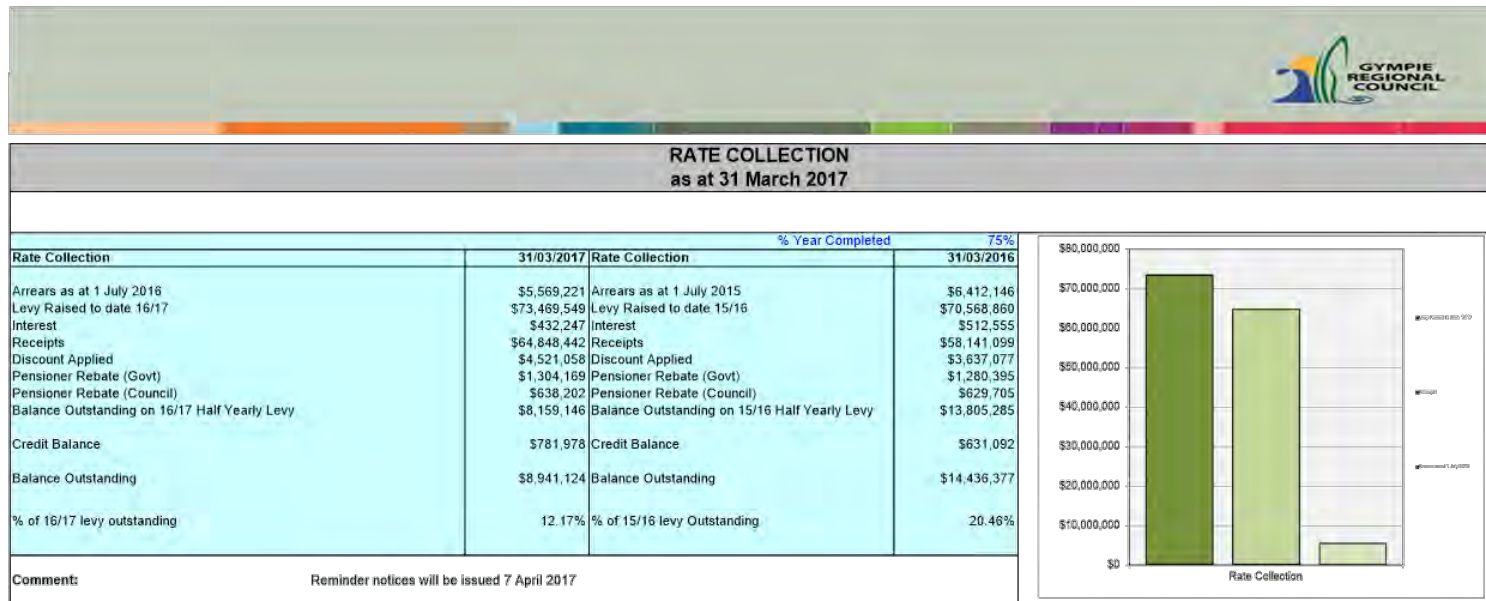 GYMPIE
REGIONAL
COUNCIL
RATE COLLECTION
as at 31 March 2017
% Year Completed 75%
Rate Collection 31/03/2017 Rate Collection 31/03/2016
Arrears as at 1 July 2016 $5,569,221 Arrears as at 1 July 2015 $6,412,146
Levy Raised to date 16/17 $73,469,549 Levy Raised to date 15/16 $70,568,860
Interest $432,247 Interest $512,555
Receipts $64,848,442 Receipts $58,141,099
Discount Applied $4,521,058 Discount Applied $3,637,077
Pensioner Rebate (Govt) $1,304,169 Pensioner Rebate (Govt) $1,280,395
Pensioner Rebate (Council) $638,202 Pensioner Rebate (Council) $629,705
Balance Outstanding on 16/17 Half Yearly Levy $8,159,146 Balance Outstanding on 15/16 Half Yearly Levy $13,805,285
Credit Balance $781,978 Credit Balance $631,092
Balance Outstanding $8,941,124 Balance Outstanding $14,436,377
% of 16/17 levy outstanding 12.17% % of 15/16 levy Outstanding 20.46%
Comment: Reminder notices will be issued 7 April 2017
$80,000,000
$70,000,000
$60,000,000
$50,000,000
$40,000,000
$30,000,000
$20,000,000
$10,000,000
$0
Rate Collection